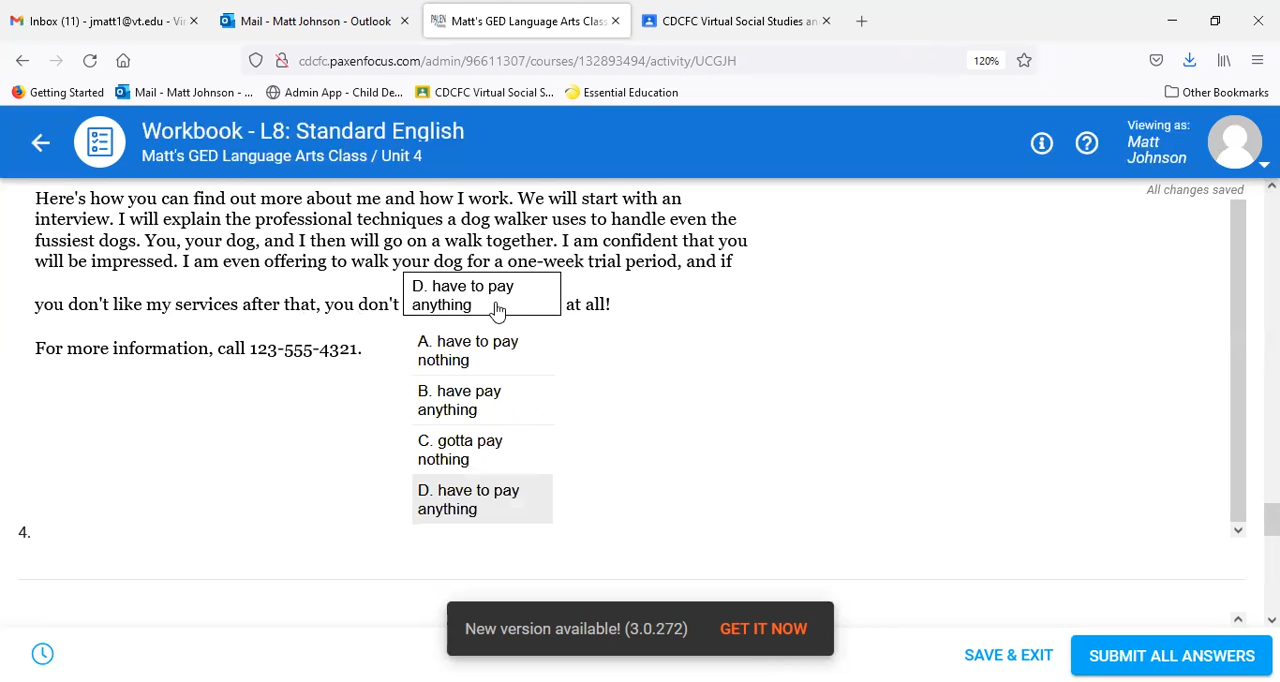 Inbox (11) - jmatt1@vt.edu - Vi
Mail - Matt Johnson - Outlook
PAXEN
Matt's GED Language Arts Class
CDCFC Virtual Social Studies an
cdcfc.paxenfocus.com/admin/96611307/courses/132893494/activity/UCGJH
120%
Getting Started
Mail - Matt Johnson - ...
Admin App - Child De...
CDCFC Virtual Social S...
Essential Education
Other Bookmarks
Workbook - L8: Standard English
Matt's GED Language Arts Class / Unit 4
Viewing as:
Matt
Johnson
All changes saved
Here's how you can find out more about me and how I work. We will start with an
interview. I will explain the professional techniques a dog walker uses to handle even the
fussiest dogs. You, your dog, and I then will go on a walk together. I am confident that you
will be impressed. I am even offering to walk your dog for a one-week trial period, and if
you don't like my services after that, you don't
D. have to pay
anything
at all!
A. have to pay
nothing
B. have pay
anything
C. gotta pay
nothing
D. have to pay
anything
For more information, call 123-555-4321.
4.
New version available! (3.0.272)
GET IT NOW
SAVE & EXIT
SUBMIT ALL ANSWERS